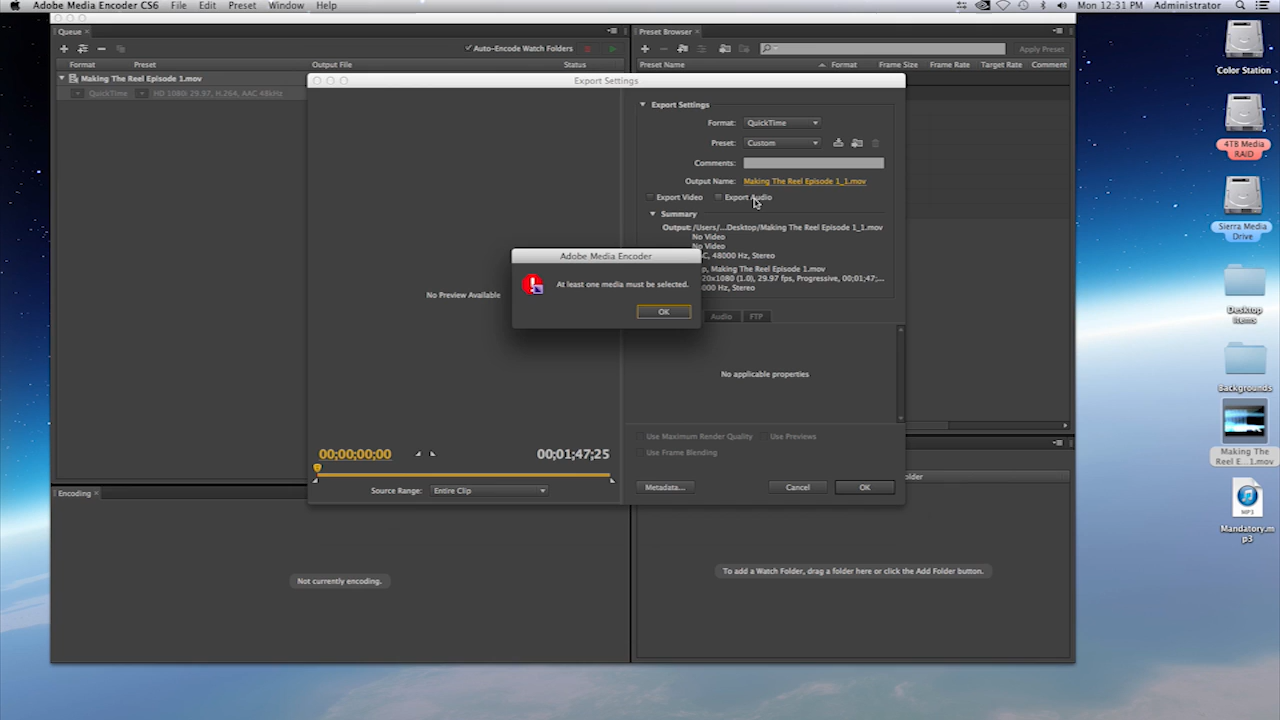 Adobe Media Encoder CS6 File Edit Preset Window Help Mon 12:31 PM Administrator
Queue
Auto-Encode Watch Folders
Format Preset Output File Status
Making The Reel Episode 1.mov
QuickTime HD 1080i 29.97, H.264, AAC 48kHz
Preset Browser
Apply Preset
Preset Name Format Frame Size Frame Rate Target Rate Comment
Export Settings
No Preview Available
00;00;00;00 00;01;47;25
Source Range: Entire Clip
Export Settings
Format: QuickTime
Preset: Custom
Comments:
Output Name: Making The Reel Episode 1_1.mov
Export Video Export Audio
Summary
Output: /Users/...Desktop/Making The Reel Episode 1_1.mov
No Video
No Video
C, 48000 Hz, Stereo
p, Making The Reel Episode 1.mov
20x1080 (1.0), 29.97 fps, Progressive, 00;01;47;...
000 Hz, Stereo
Audio FTP
No applicable properties
Use Maximum Render Quality Use Previews
Use Frame Blending
Metadata... Cancel OK
Adobe Media Encoder
At least one media must be selected.
OK
Encoding
Not currently encoding.
older
To add a Watch Folder, drag a folder here or click the Add Folder button.
Color Station
4TB Media
RAID
Sierra Media
Drive
Desktop
Items
Backgrounds
Making The
Reel E...1.mov
MP3
Mandatory.m
p3